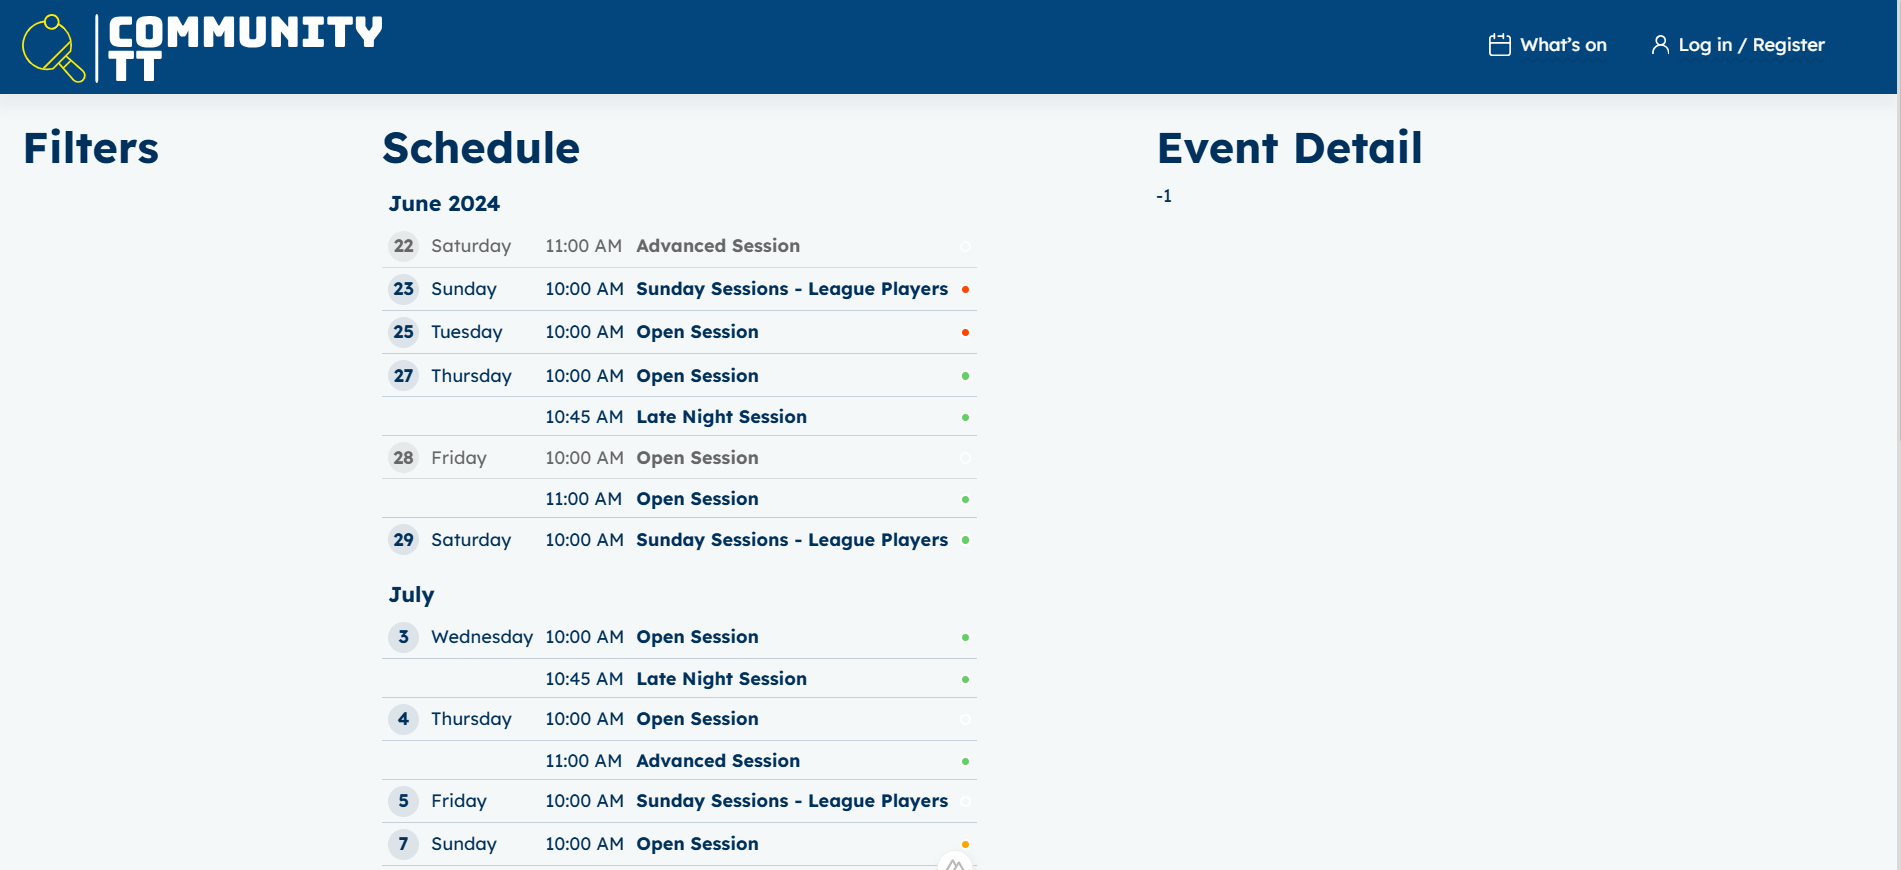 COMMUNITY
TT
What's on
Log in / Register
Filters
Schedule
June 2024
22 Saturday 11:00 AM Advanced Session
23 Sunday 10:00 AM Sunday Sessions - League Players
25 Tuesday 10:00 AM Open Session
27 Thursday 10:00 AM Open Session
10:45 AM Late Night Session
28 Friday 10:00 AM Open Session
11:00 AM Open Session
29 Saturday 10:00 AM Sunday Sessions - League Players
July
3 Wednesday 10:00 AM Open Session
10:45 AM Late Night Session
4 Thursday 10:00 AM Open Session
11:00 AM Advanced Session
5 Friday 10:00 AM Sunday Sessions - League Players
7 Sunday 10:00 AM Open Session
Event Detail
-1